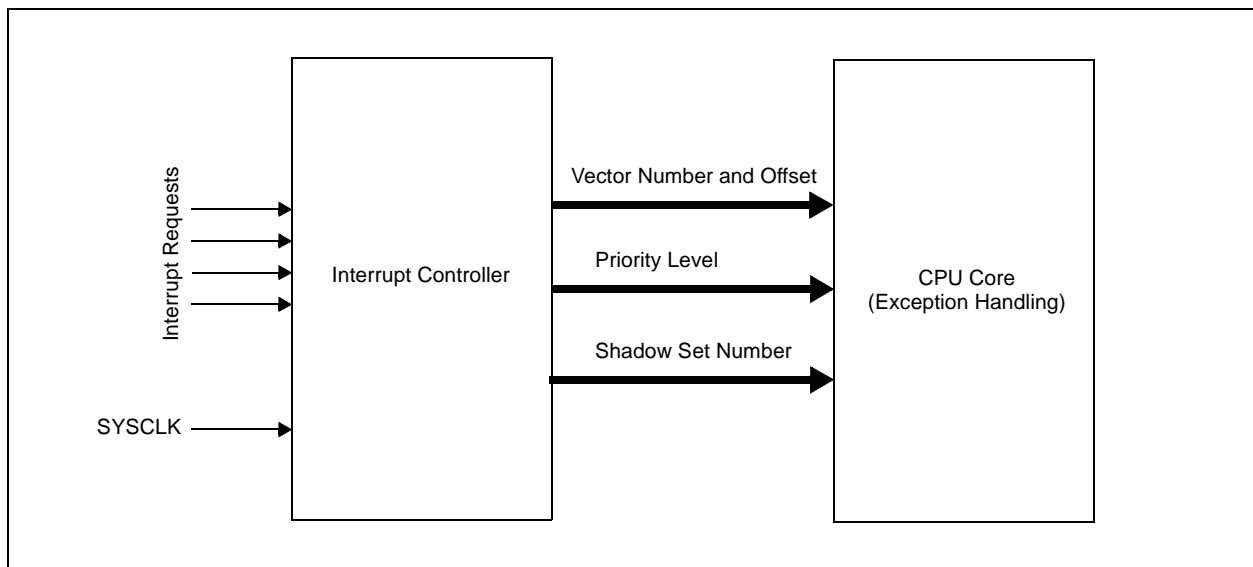 Interrupt Requests
SYSCLK
Interrupt Controller
Vector Number and Offset
Priority Level
Shadow Set Number
CPU Core
(Exception Handling)